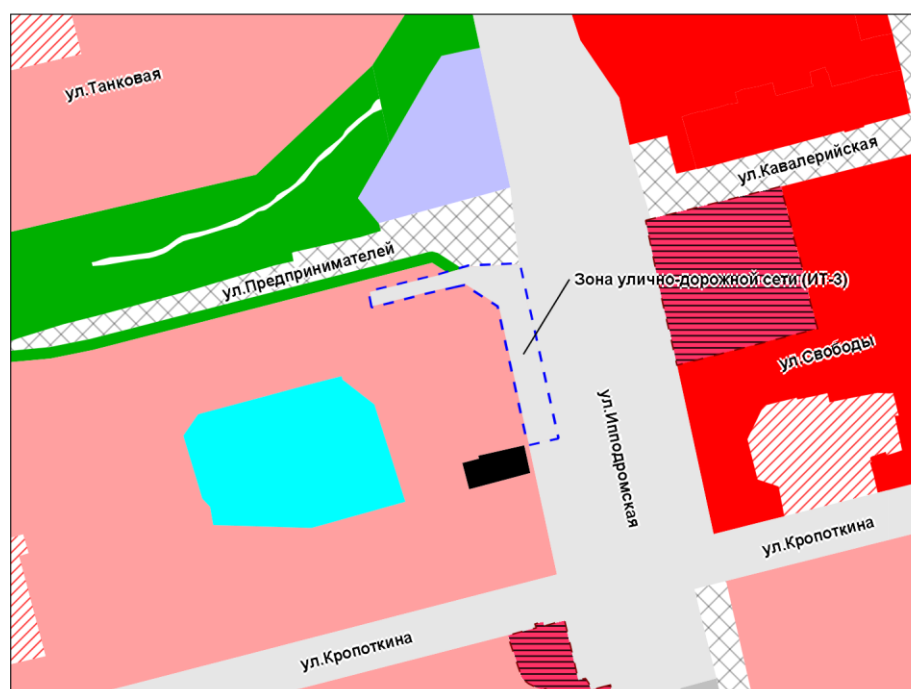 ул.Танковая
ул.Кавалерийская
ул.Предпринимателей
Зона улично-дорожной сети (ИТ-3)
ул.Свободы
ул.Ипподромская
ул.Кропоткина
ул.Кропоткина